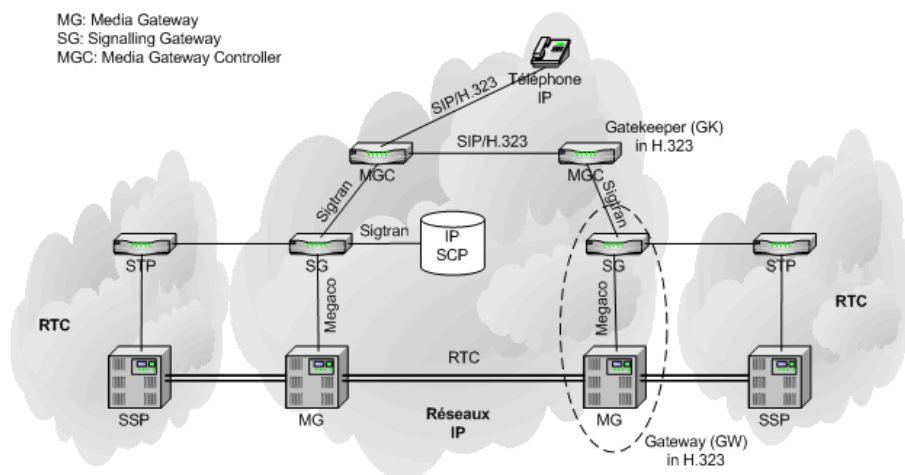 MG: Media Gateway
SG: Signalling Gateway
MGC: Media Gateway Controller
Téléphone
IP
SIP/H.323
SIP/H.323
Gatekeeper (GK)
in H.323
MGC
MGC
Sigtran
Sigtran
Sigtran
IP
SCP
STP
SG
SG
STP
RTC
Megaco
Megaco
RTC
RTC
SSP
MG
Réseaux
IP
MG
SSP
Gateway (GW)
in H.323